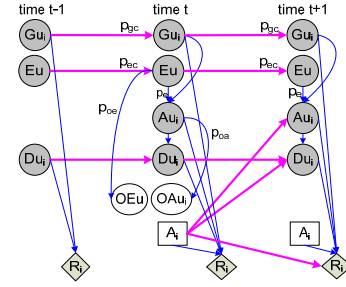 time t-1 time t time t+1
Gui pgc Gui pgc Gui
Eu pec Eu pec Eu
poe pe pe
Aui poa Aui
Dui Dui Dui
OEu OAui
Ai Ai
Ri Ri Ri